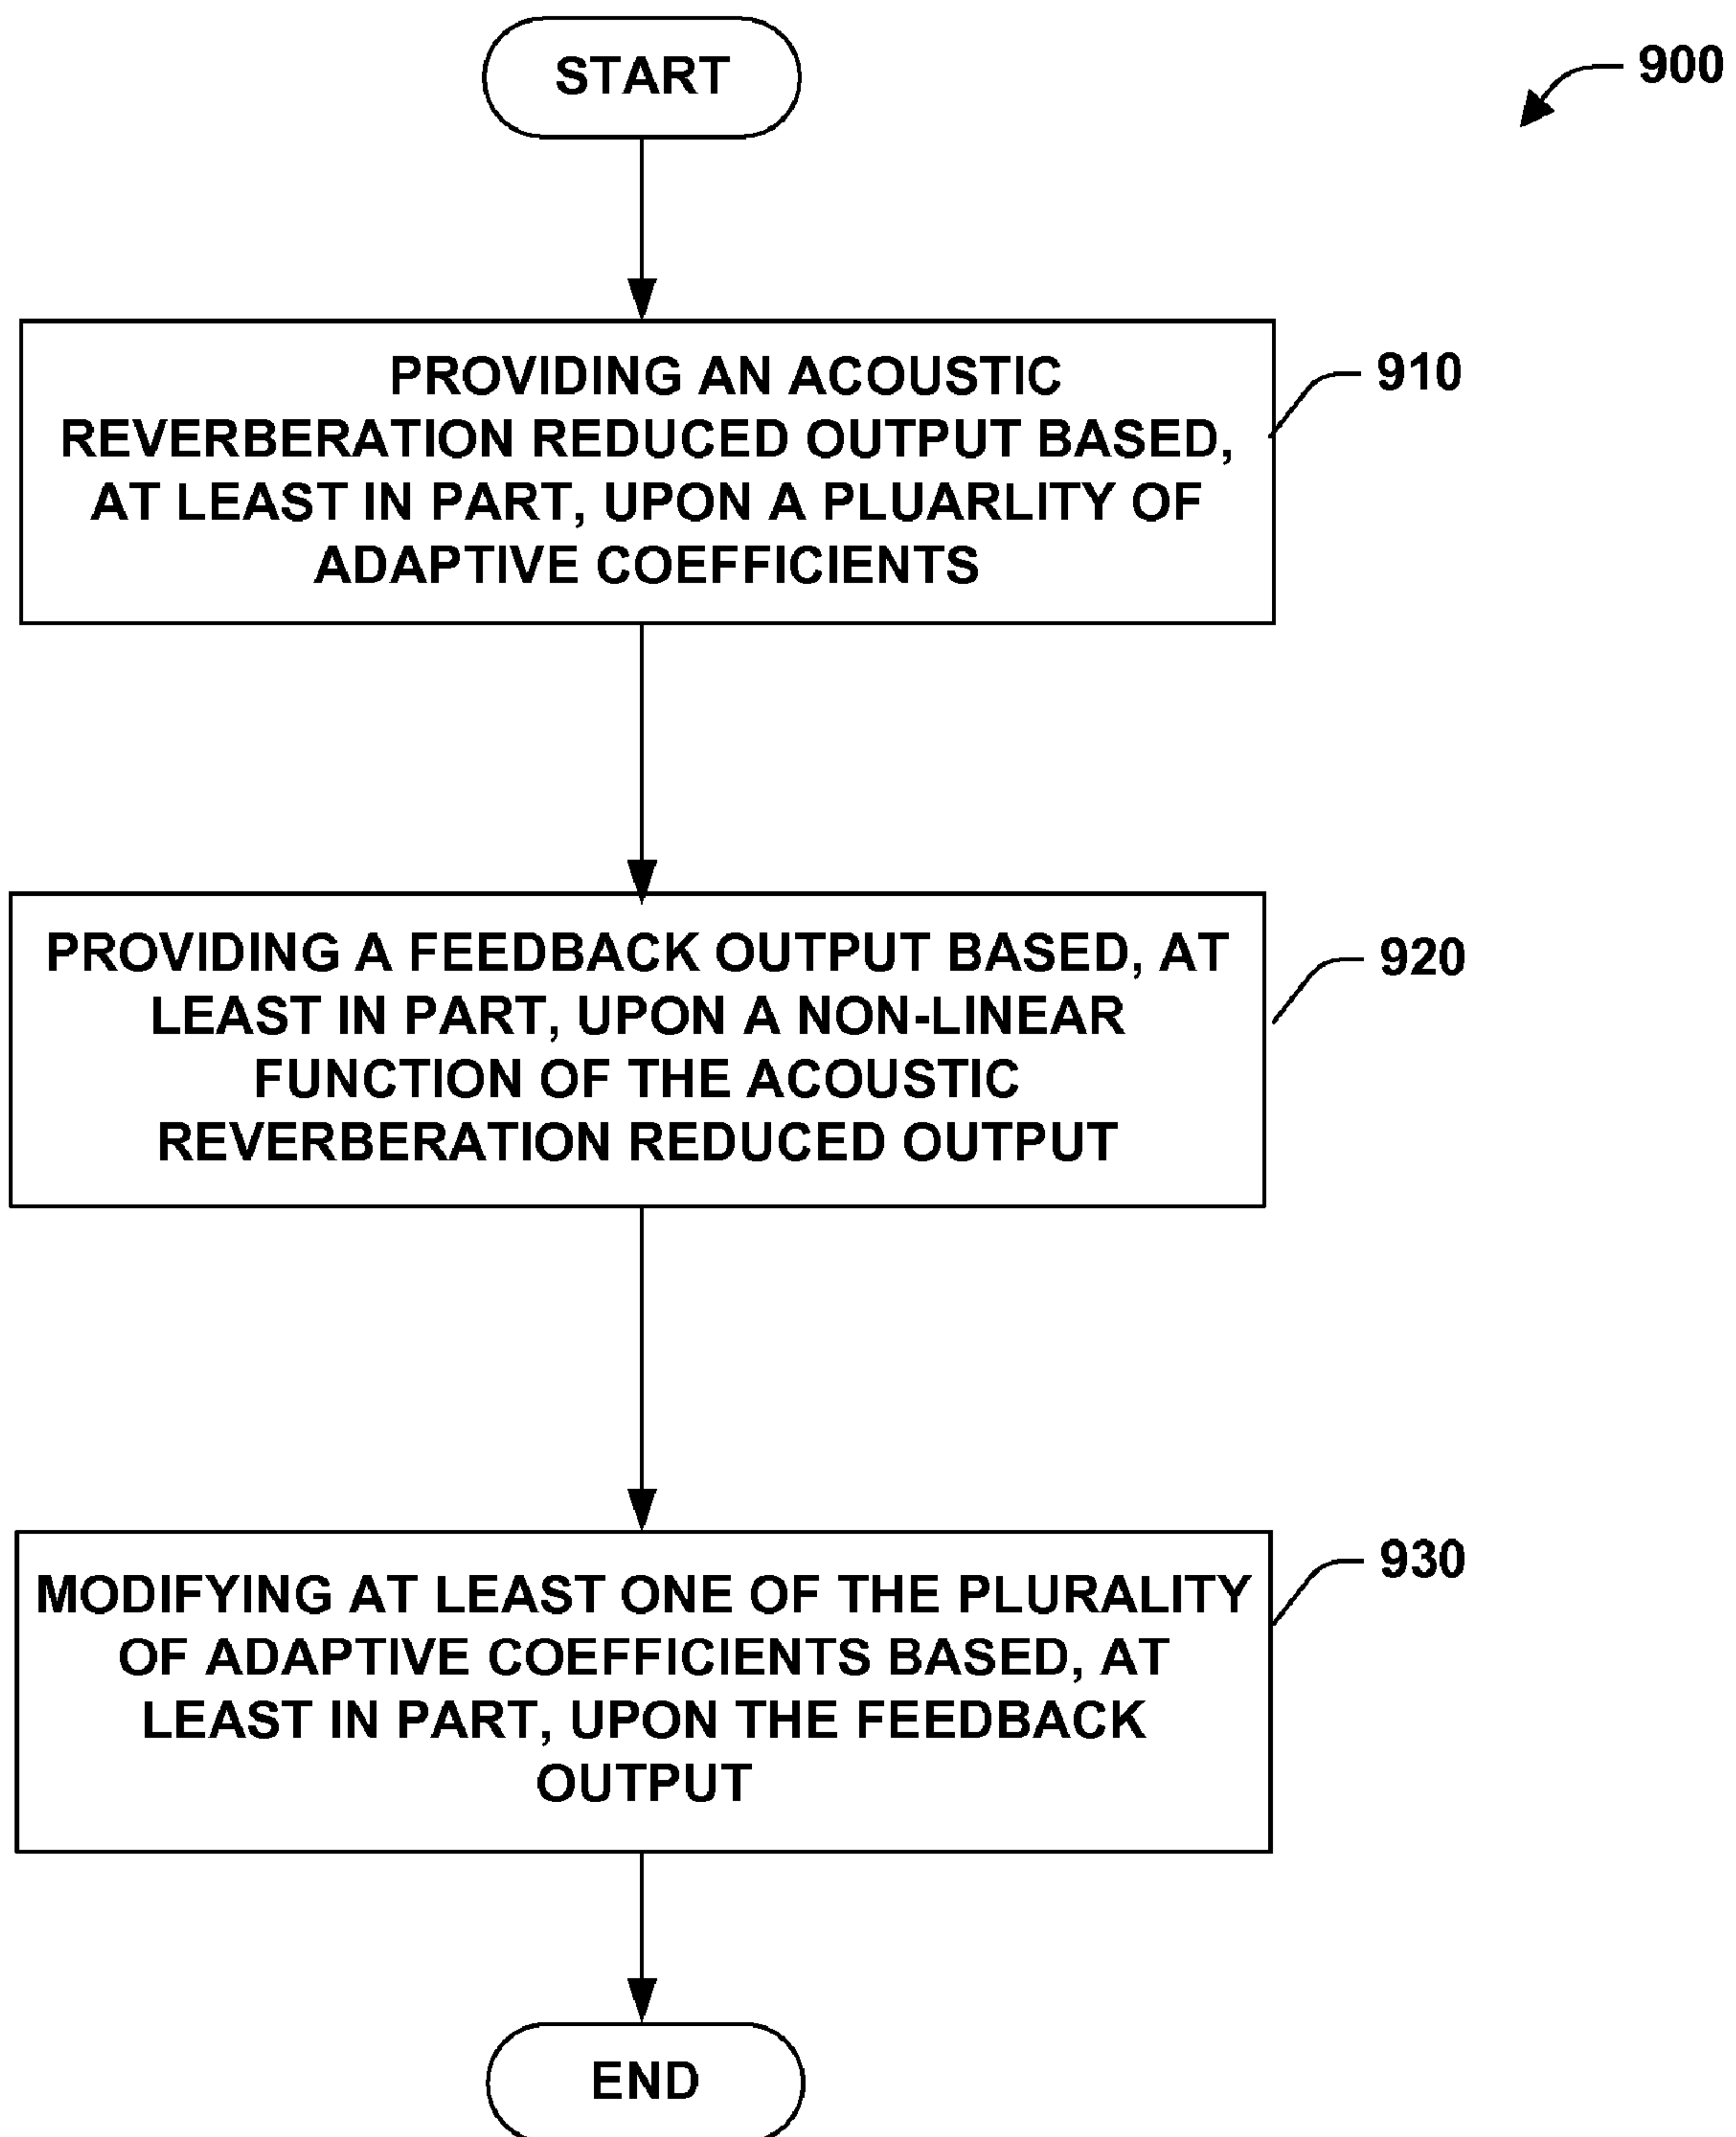 START
900
PROVIDING AN ACOUSTIC
REVERBERATION REDUCED OUTPUT BASED,
AT LEAST IN PART, UPON A PLUARLITY OF
ADAPTIVE COEFFICIENTS
910
PROVIDING A FEEDBACK OUTPUT BASED, AT
LEAST IN PART, UPON A NON-LINEAR
FUNCTION OF THE ACOUSTIC
REVERBERATION REDUCED OUTPUT
920
MODIFYING AT LEAST ONE OF THE PLURALITY
OF ADAPTIVE COEFFICIENTS BASED, AT
LEAST IN PART, UPON THE FEEDBACK
OUTPUT
930
END